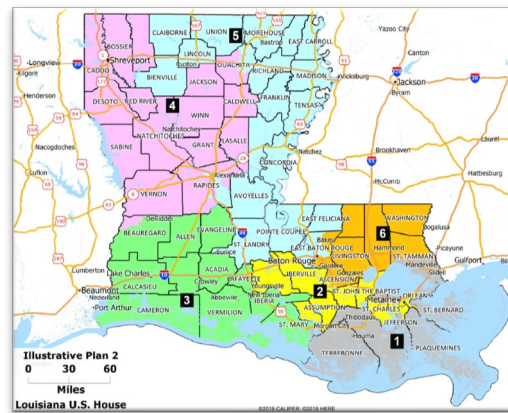 Yazoo City
CLAIBORNE
UNION
5
MOREHOUSE
Bastrop
EAST CARROLL
BOSSIER
LINCOLN
Ruston
OUACHITA
Canton
Longview
Kilgore
CADDO
Shreveport
RICHLAND
MADISON
Vicksburg
Jackson
Byram
BIENVILLE
JACKSON
Henderson
DESOTO
RED RIVER
4
CALDWELL
FRANKLIN
TENSAS
WINN
Natchitoches
NATCHITOCHES
Laurel
Nacogdoches
SABINE
GRANT
LASALLE
Natchez
Brookhaven
Hattiesburg
Lufkin
CONCORDIA
McComb
Alexandria
VERNON
RAPIDES
AVOYELLES
DeRidder
EAST FELICIANA
WASHINGTON
Bogalusa
BEAUREGARD
ALLEN
EVANGELINE
POINTE COUPEE
6
Hammond
Picayune
ST. LANDRY
EAST BATON ROUGE
Baker
LIVINGSTON
ST. TAMMANY
Eunice
Mandeville
Slidell
Gulfport
Lumberton
Lake Charles
ACADIA
Baton Rouge
Beaumont
CALCASIEU
Crowley
LAFAYETTE
IBERVILLE
Gonzales
ASCENSION
Nederland
Port Arthur
3
Abbeville
Youngsville
New Iberia
IBERIA
2
ST. JOHN THE BAPTIST
Metairie
ORLEANS
CAMERON
VERMILION
ASSUMPTION
ST. CHARLES
ST. BERNARD
ST. MARY
Morgan City
Thibodaux
JEFFERSON
Houma
1
PLAQUEMINES
TERREBONNE
Illustrative Plan 2
0 30 60
Miles
Louisiana U.S. House
©2019 CALIPER; ©2018 HERE